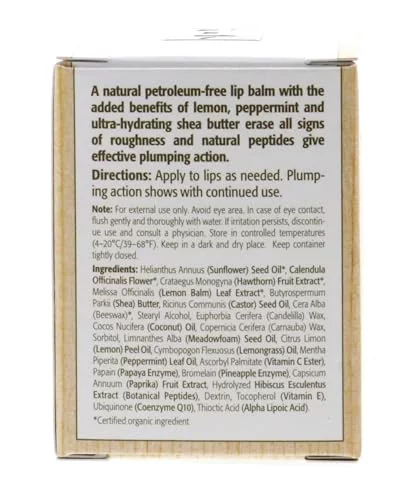 A natural petroleum-free lip balm with the
added benefits of lemon, peppermint and
ultra-hydrating shea butter erase all signs
of roughness and natural peptides give
effective plumping action.
Directions: Apply to lips as needed. Plump-
ing action shows with continued use.
Note: For external use only. Avoid eye area. In case of eye contact,
flush gently and thoroughly with water. If irritation persists, discontin-
ue use and consult a physician. Store in controlled temperatures
(4–20°C/39–68°F). Keep in a dark and dry place. Keep container
tightly closed.
Ingredients: Helianthus Annuus (Sunflower) Seed Oil*, Calendula
Officinalis Flower*, Crataegus Monogyna (Hawthorn) Fruit Extract*,
Melissa Officinalis (Lemon Balm) Leaf Extract*, Butyrospermum
Parkii (Shea) Butter, Ricinus Communis (Castor) Seed Oil, Cera Alba
(Beeswax)*, Stearyl Alcohol, Euphorbia Cerifera (Candelilla) Wax,
Cocos Nucifera (Coconut) Oil, Copernicia Cerifera (Carnauba) Wax,
Sorbitol, Limnanthes Alba (Meadowfoam) Seed Oil, Citrus Limon
(Lemon) Peel Oil, Cymbopogon Flexuosus (Lemongrass) Oil, Mentha
Piperita (Peppermint) Leaf Oil, Ascorbyl Palmitate (Vitamin C Ester),
Papain (Papaya Enzyme), Bromelain (Pineapple Enzyme), Capsicum
Annuum (Paprika) Fruit Extract, Hydrolyzed Hibiscus Esculentus
Extract (Botanical Peptides), Dextrin, Tocopherol (Vitamin E),
Ubiquinone (Coenzyme Q10), Thioctic Acid (Alpha Lipoic Acid).
*Certified organic ingredient